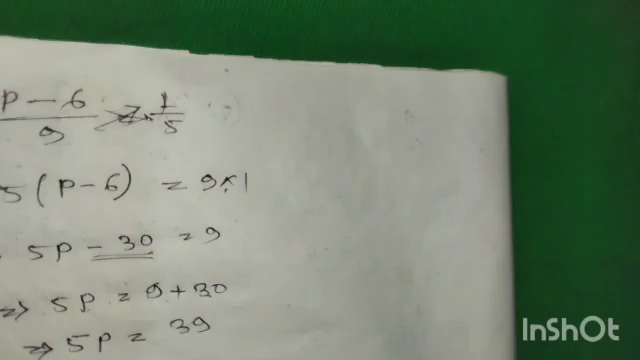 P - 6 / 9 = 1 / 5
5 (P - 6) = 9 × 1
5P - 30 = 9
⇒ 5P = 9 + 30
⇒ 5P = 39
InShOt